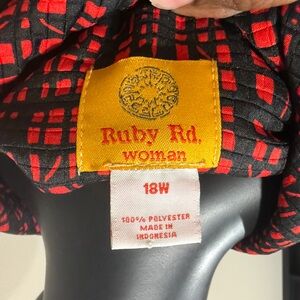 Ruby Rd.
woman
18W
100% POLYESTER
MADE IN
INDONESIA